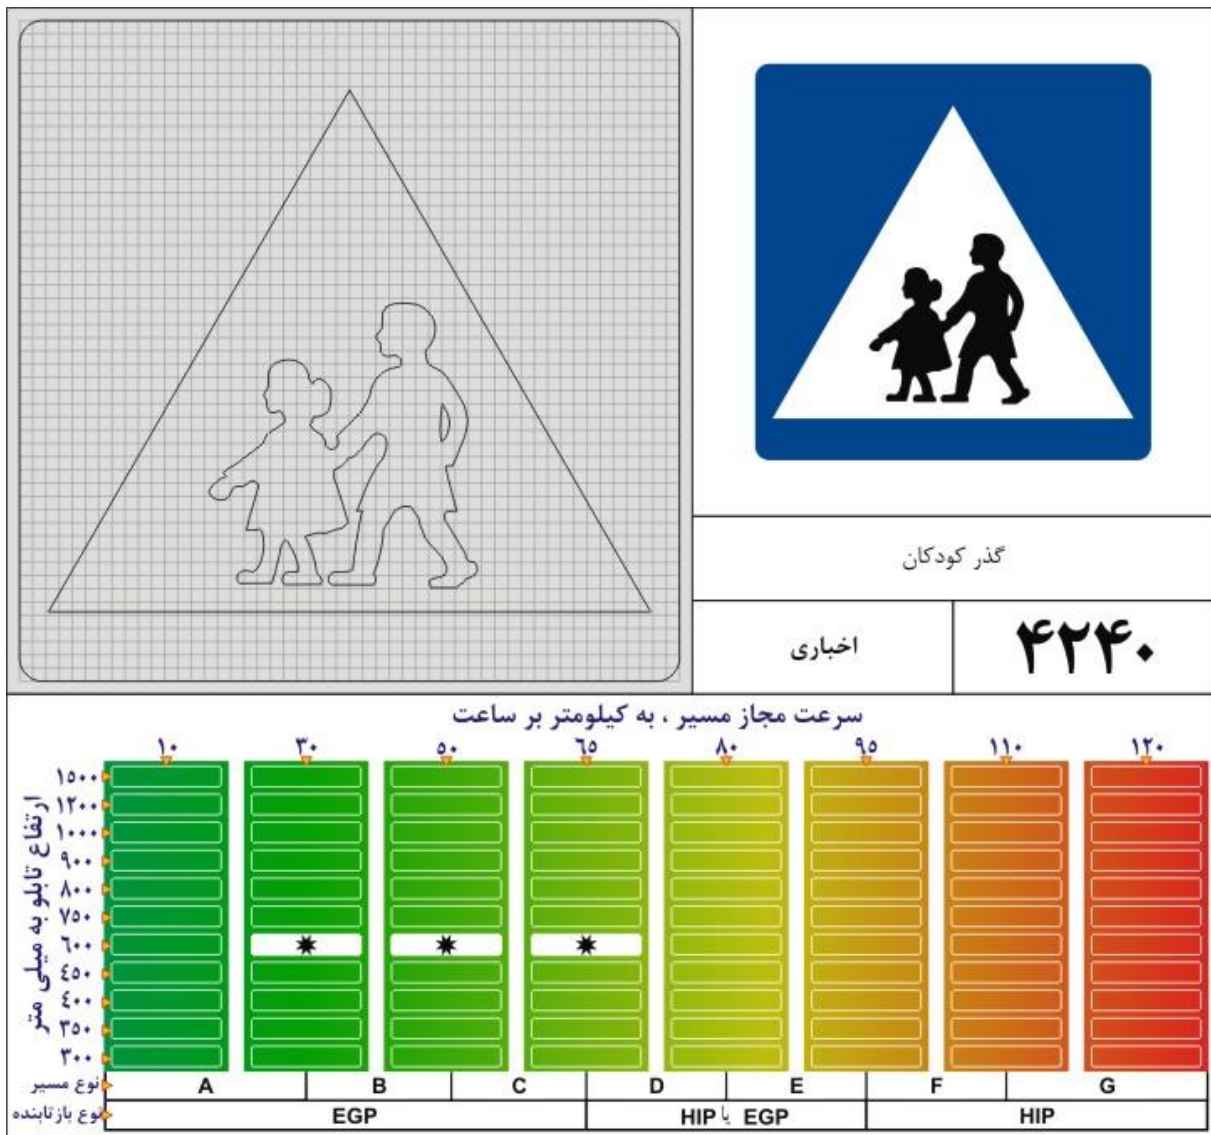 گذر کودکان
اخباری
۴۲۴۰
سرعت مجاز مسیر ، به کیلومتر بر ساعت
۱۰ ۳۰ ۵۰ ۶۵ ۸۰ ۹۵ ۱۱۰ ۱۲۰
ارتفاع تابلو به میلی متر
۱۵۰۰
۱۲۰۰
۱۰۰۰
۹۰۰
۸۰۰
۷۵۰
۶۰۰
۴۵۰
۴۰۰
۳۵۰
۳۰۰
نوع مسیر A B C D E F G
نوع بازتابنده EGP HIP یا EGP HIP